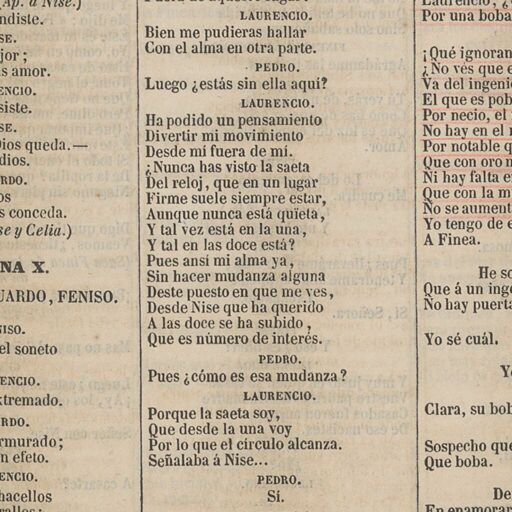 (Ap. á Nise.)
ndiste.
SE.
jor;
as amor.
ENCIO.
siste.
SE.
Dios queda.—
dios.
RDO.
os
s conceda.
se y Celia.)
NA X.
UARDO, FENISO.
NISO.
el soneto
ENCIO.
xtremado.
RDO.
rmurado;
n efeto.
ENCIO.
hacellos
LAURENCIO.
Bien me pudieras hallar
Con el alma en otra parte.
PEDRO.
Luego ¿estás sin ella aquí?
LAURENCIO.
Ha podido un pensamiento
Divertir mi movimiento
Desde mí fuera de mí.
¿Nunca has visto la saeta
Del reloj, que en un lugar
Firme suele siempre estar,
Aunque nunca está quïeta,
Y tal vez está en la una,
Y tal en las doce está?
Pues ansí mi alma ya,
Sin hacer mudanza alguna
Deste puesto en que me ves,
Desde Nise que ha querido
A las doce se ha subido,
Que es número de interés.
PEDRO.
Pues ¿cómo es esa mudanza?
LAURENCIO.
Porque la saeta soy,
Que desde la una voy
Por lo que el círculo alcanza.
Señalaba á Nise...
PEDRO.
Sí.
Laurencio, ¿
Por una boba
¡Qué ignoran
¿No ves que e
Va del ingeni
El que es pob
Por necio, el
No hay en el r
Por notable q
Que con oro n
Ni hay falta en
Que con la m
No se aument
Yo tengo de e
A Finea.
He so
Que á un inge
No hay puerta
Yo sé cuál.
Yo
Clara, su bob
Sospecho que
Que boba.
De
En enamorar